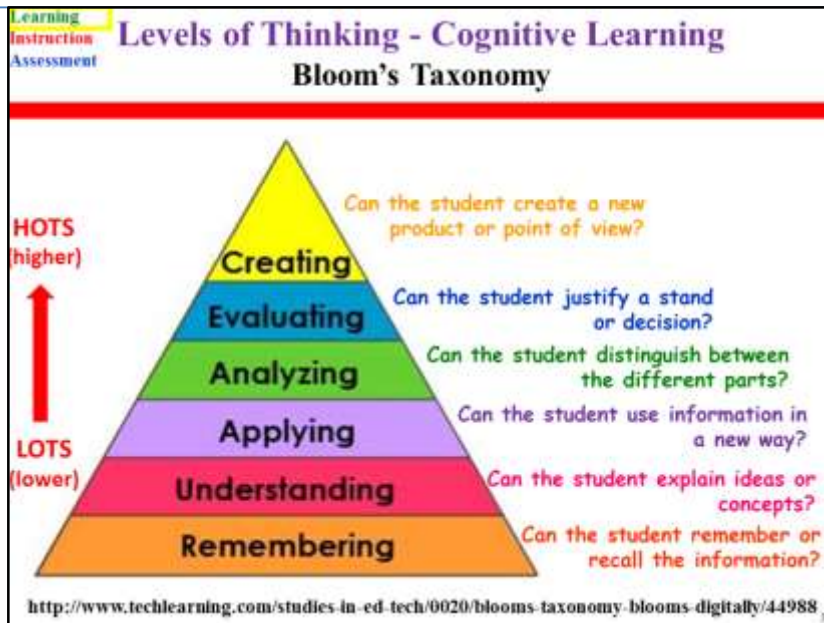 Learning
Instruction
Assessment
Levels of Thinking - Cognitive Learning
Bloom's Taxonomy
HOTS
(higher)
LOTS
(lower)
Creating
Can the student create a new
product or point of view?
Evaluating
Can the student justify a stand
or decision?
Analyzing
Can the student distinguish between
the different parts?
Applying
Can the student use information in
a new way?
Understanding
Can the student explain ideas or
concepts?
Remembering
Can the student remember or
recall the information?
http://www.techlearning.com/studies-in-ed-tech/0020/blooms-taxonomy-blooms-digitally/44988